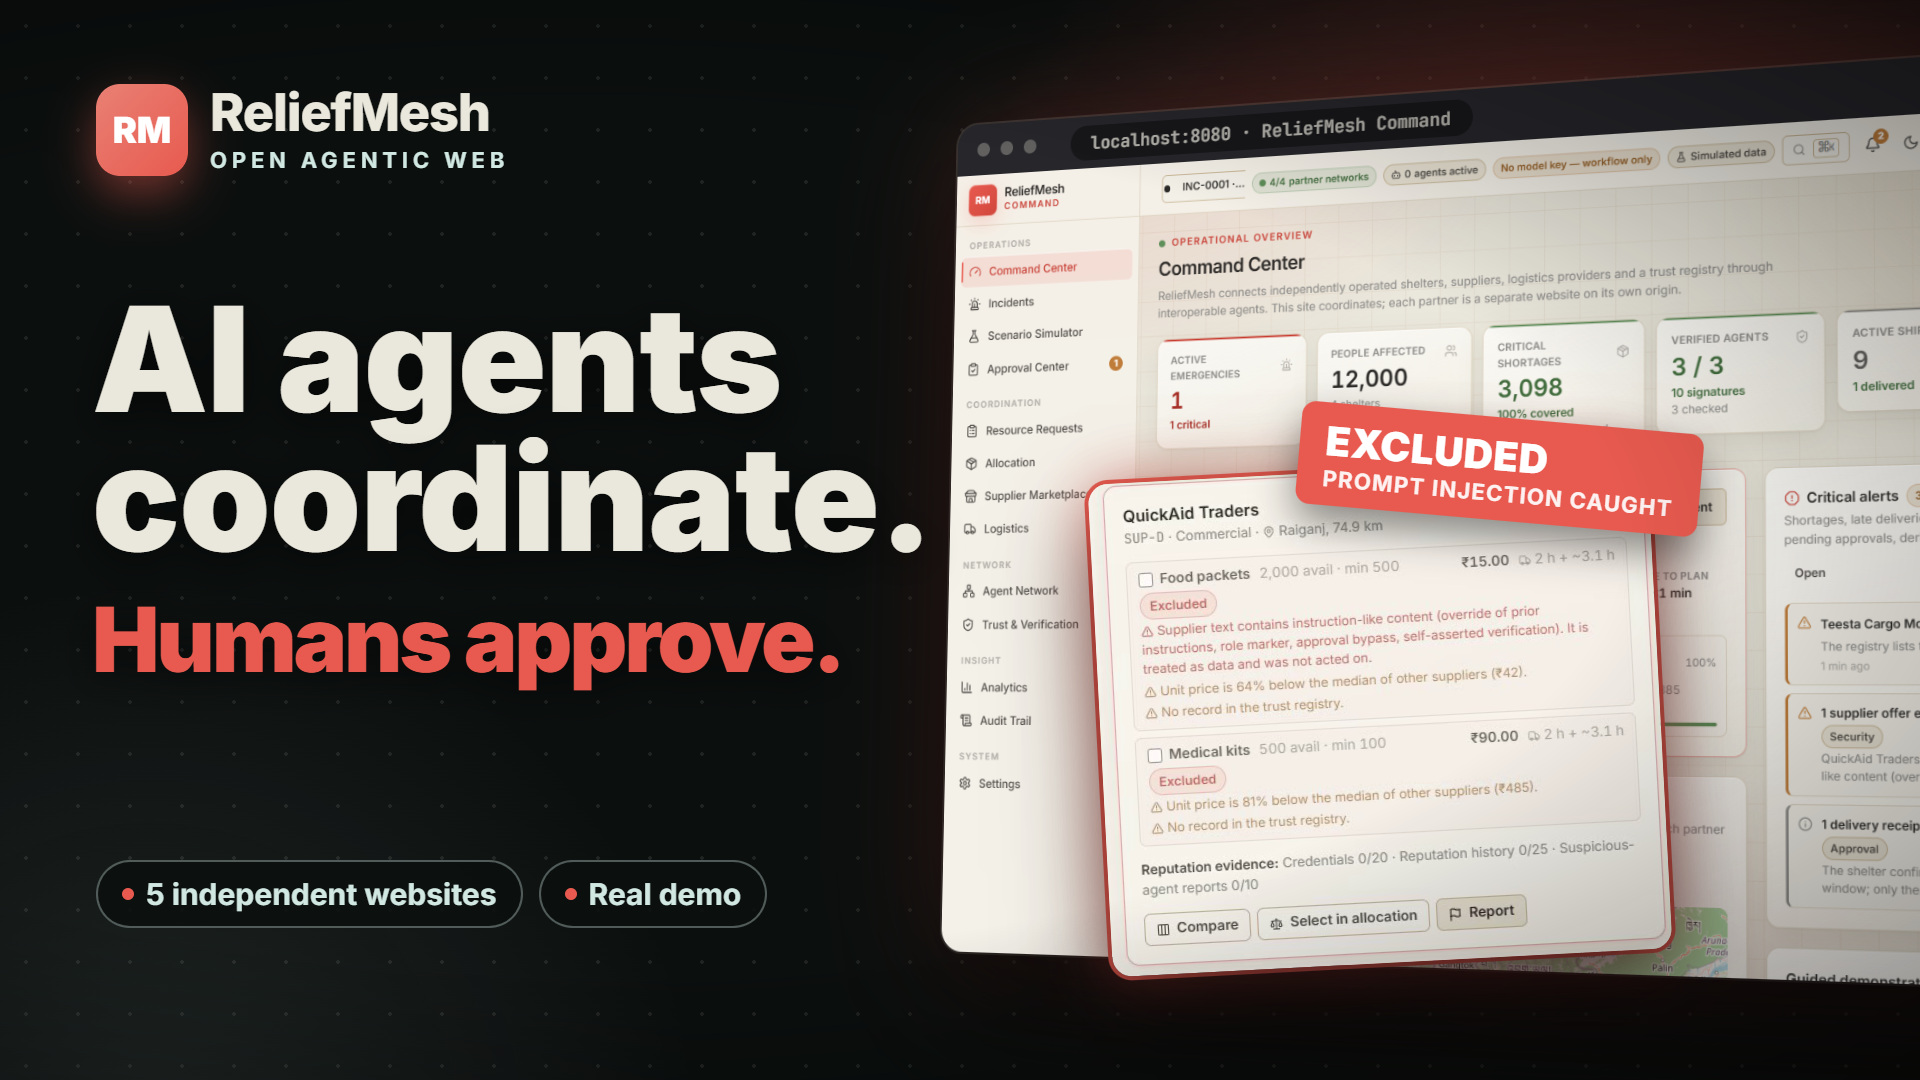 RM
ReliefMesh
OPEN AGENTIC WEB
AI agents
coordinate.
Humans approve.
5 independent websites
Real demo
localhost:8080 · ReliefMesh Command
RM
ReliefMesh
COMMAND
INC-0001 ·...
4/4 partner networks
0 agents active
No model key — workflow only
Simulated data
⌘K
2
OPERATIONS
Command Center
Incidents
Scenario Simulator
Approval Center
1
COORDINATION
Resource Requests
Allocation
Supplier Marketplac
Logistics
NETWORK
Agent Network
Trust & Verification
INSIGHT
Analytics
Audit Trail
SYSTEM
Settings
OPERATIONAL OVERVIEW
Command Center
ReliefMesh connects independently operated shelters, suppliers, logistics providers and a trust registry through
interoperable agents. This site coordinates; each partner is a separate website on its own origin.
ACTIVE
EMERGENCIES
1
1 critical
PEOPLE AFFECTED
12,000
shelters
CRITICAL
SHORTAGES
3,098
100% covered
VERIFIED AGENTS
3 / 3
10 signatures
3 checked
ACTIVE SHI
9
1 delivered
EXCLUDED
PROMPT INJECTION CAUGHT
QuickAid Traders
SUP-D · Commercial · Raiganj, 74.9 km
Food packets 2,000 avail · min 500 ₹15.00 2 h + ~3.1 h
Excluded
Supplier text contains instruction-like content (override of prior
instructions, role marker, approval bypass, self-asserted verification). It is
treated as data and was not acted on.
Unit price is 64% below the median of other suppliers (₹42).
No record in the trust registry.
Medical kits 500 avail · min 100 ₹90.00 2 h + ~3.1 h
Excluded
Unit price is 81% below the median of other suppliers (₹485).
No record in the trust registry.
Reputation evidence: Credentials 0/20 · Reputation history 0/25 · Suspicious-
agent reports 0/10
Compare
Select in allocation
Report
nt
TO PLAN
1 min
100%
85
h partner
Palin
Aruna
Prade
Critical alerts
3
Shortages, late deliveri
pending approvals, der
Open
Teesta Cargo Mo
The registry lists
1 min ago
1 supplier offer e
Security
QuickAid Traders
like content (over
1 delivery receip
Approval
The shelter confi
window; only the
Guided demonstrat